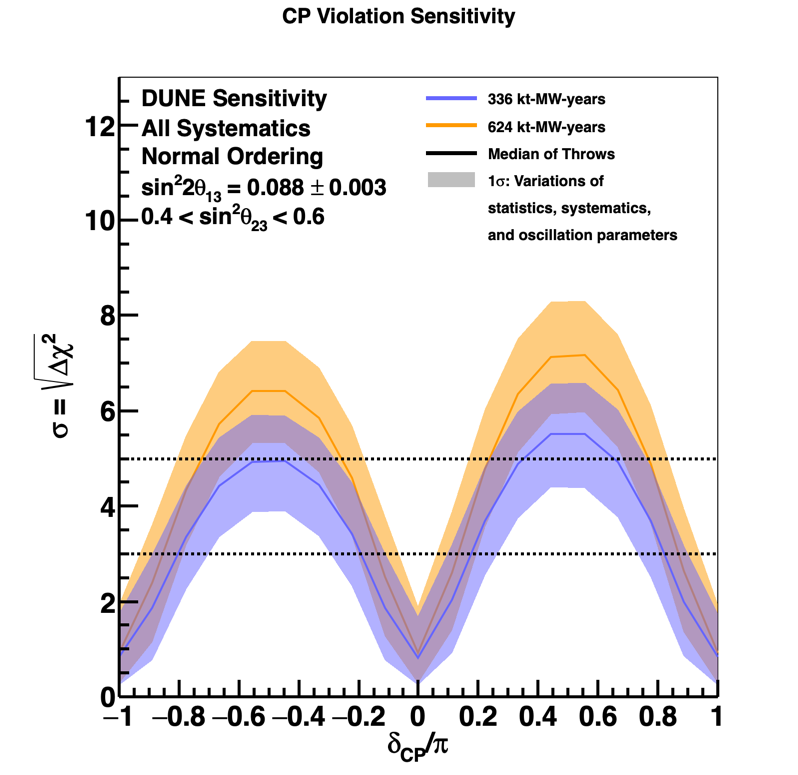 CP Violation Sensitivity
DUNE Sensitivity
All Systematics
Normal Ordering
sin²2θ₁₃ = 0.088 ± 0.003
0.4 < sin²θ₂₃ < 0.6
336 kt-MW-years
624 kt-MW-years
Median of Throws
1σ: Variations of
statistics, systematics,
and oscillation parameters
12
10
8
6
4
2
0
σ = √Δχ²
−1 −0.8 −0.6 −0.4 −0.2 0 0.2 0.4 0.6 0.8 1
δCP/π